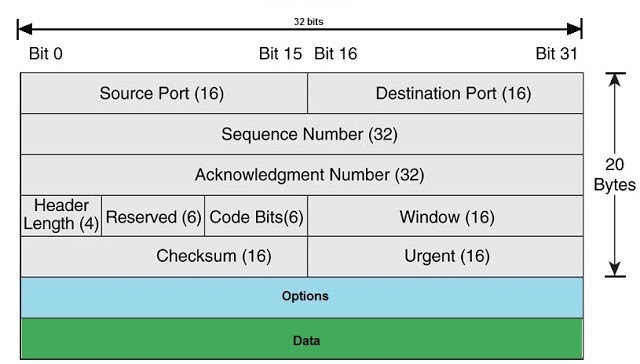 32 bits
Bit 0 Bit 15 Bit 16 Bit 31
Source Port (16) Destination Port (16)
Sequence Number (32)
Acknowledgment Number (32)
20
Bytes
Header
Length (4) Reserved (6) Code Bits(6) Window (16)
Checksum (16) Urgent (16)
Options
Data